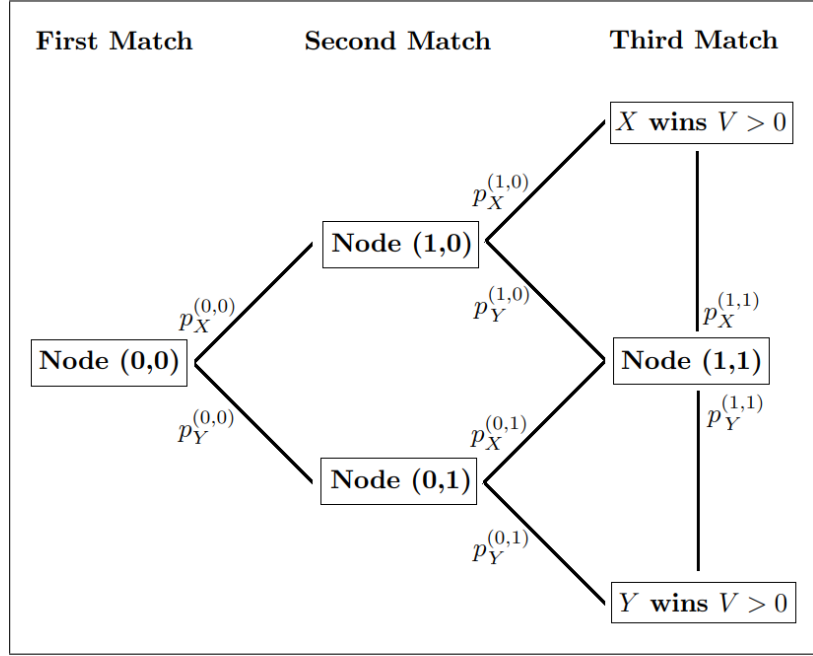 First Match Second Match Third Match
X wins V > 0
p_X^{(1,0)}
Node (1,0)
p_Y^{(1,0)}
p_X^{(0,0)}
p_X^{(1,1)}
Node (0,0)
Node (1,1)
p_Y^{(0,0)}
p_Y^{(1,1)}
p_X^{(0,1)}
Node (0,1)
p_Y^{(0,1)}
Y wins V > 0